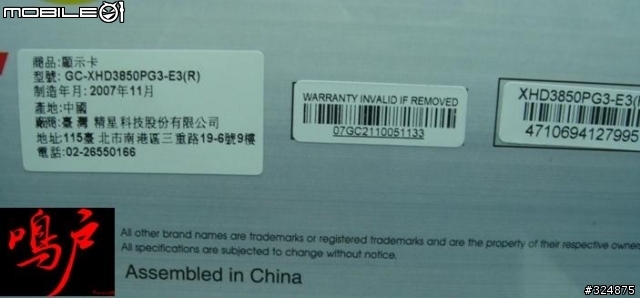 MOBILE01
商品:顯示卡
型號: GC-XHD3850PG3-E3(R)
制造年月: 2007年11月
產地:中國
廠商:臺灣 精星科技股份有限公司
地址:115臺 北市南港區三重路19-6號9樓
電話:02-26550166
WARRANTY INVALID IF REMOVED
07GC2110051133
XHD3850PG3-E3(
4710694127995
鳴戶
All other brand names are trademarks or registered trademarks and are the property of their respective owne
All specifications are subjected to change without notice.
Assembled in China
#324875